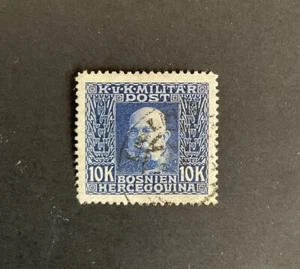 K.u.K. MILITÄR
POST
10K 10K
BOSNIEN
HERCEGOVINA